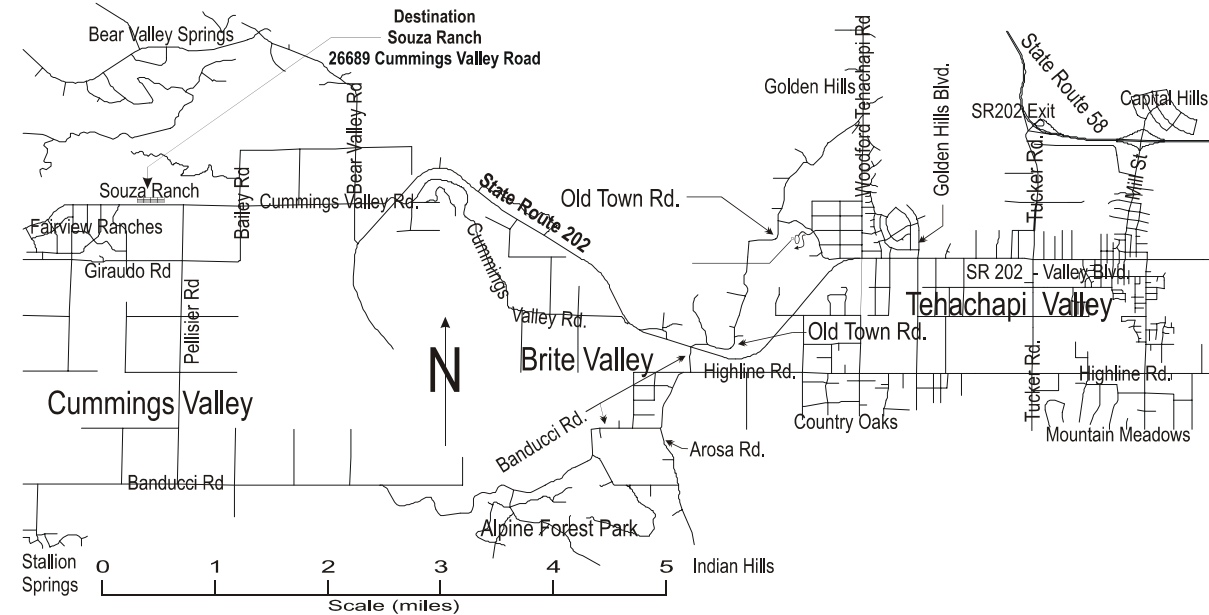 Destination
Souza Ranch
26689 Cummings Valley Road
Bear Valley Springs
Bear Valley Rd
Golden Hills
Woodford Tehachapi Rd
Golden Hills Blvd.
State Route 58
SR202 Exit
Capital Hills
Tucker Rd.
Mill St
Souza Ranch
Fairview Ranches
Giraudo Rd
Bailey Rd
Cummings Valley Rd.
State Route 202
Old Town Rd.
Cummings
Valley Rd.
SR 202 - Valley Blvd
Tehachapi Valley
Pellisier Rd
N
Brite Valley
Old Town Rd.
Highline Rd.
Tucker Rd.
Highline Rd.
Cummings Valley
Country Oaks
Mountain Meadows
Banducci Rd.
Arosa Rd.
Banducci Rd
Alpine Forest Park
Stallion
Springs
Indian Hills
0 1 2 3 4 5
Scale (miles)